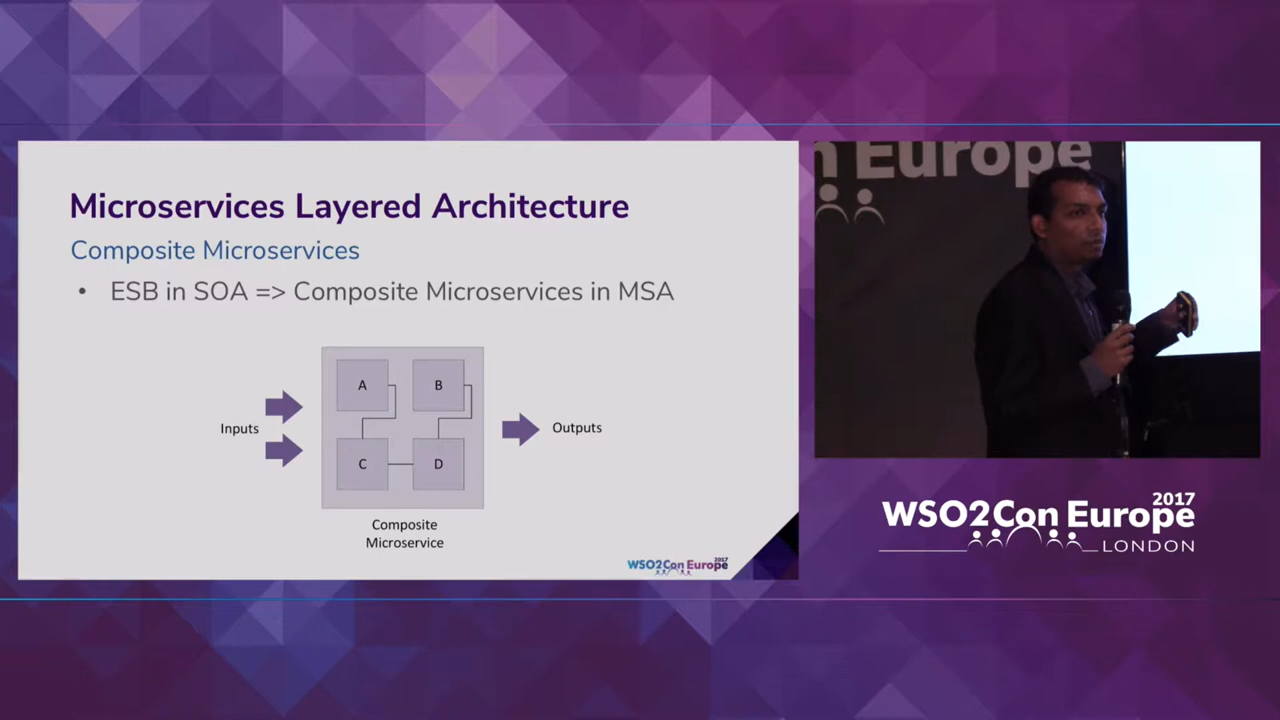 Microservices Layered Architecture
Composite Microservices
• ESB in SOA => Composite Microservices in MSA
A
B
Inputs
Outputs
C
D
Composite
Microservice
WSO2Con Europe 2017
n Europe
WSO2Con Europe 2017
LONDON